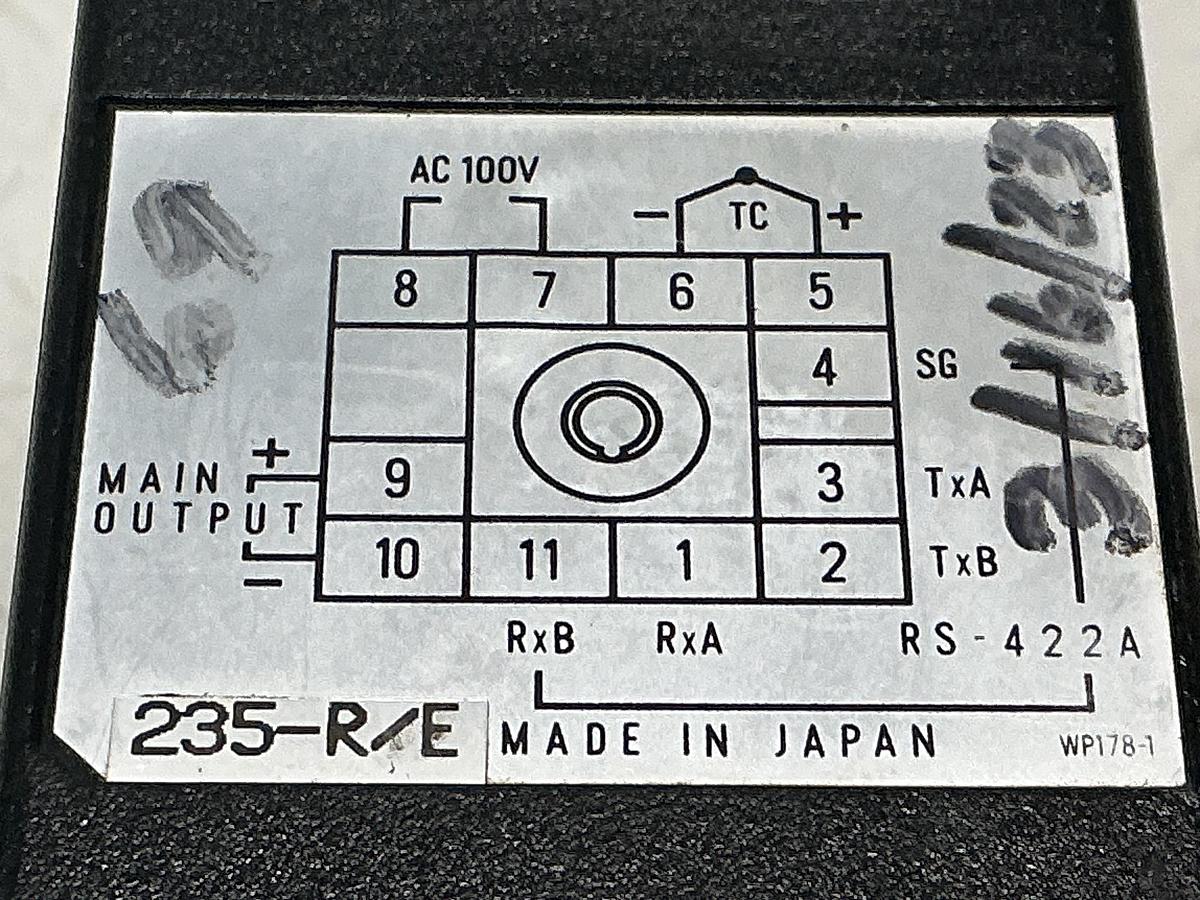 AC 100V
− TC +
8 7 6 5
4 SG
+
MAIN 9 3 TxA
OUTPUT
10 11 1 2 TxB
−
RxB RxA RS-422A
235-R/E MADE IN JAPAN WP178-1